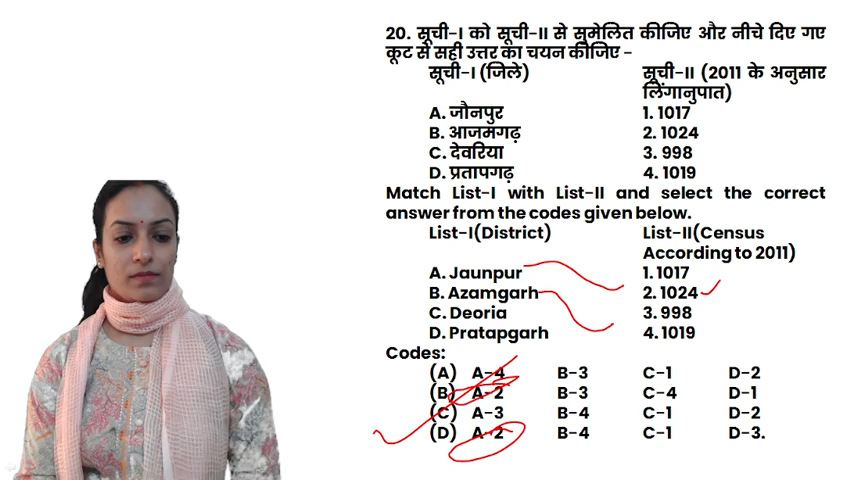 20. सूची-I को सूची-II से सुमेलित कीजिए और नीचे दिए गए
कूट से सही उत्तर का चयन कीजिए -
सूची-I (जिले) सूची-II (2011 के अनुसार
लिंगानुपात)
A. जौनपुर 1. 1017
B. आजमगढ़ 2. 1024
C. देवरिया 3. 998
D. प्रतापगढ़ 4. 1019
Match List-I with List-II and select the correct
answer from the codes given below.
List-I(District) List-II(Census
According to 2011)
A. Jaunpur 1. 1017
B. Azamgarh 2. 1024
C. Deoria 3. 998
D. Pratapgarh 4. 1019
Codes:
(A) A-4 B-3 C-1 D-2
(B) A-2 B-3 C-4 D-1
(C) A-3 B-4 C-1 D-2
(D) A-2 B-4 C-1 D-3.